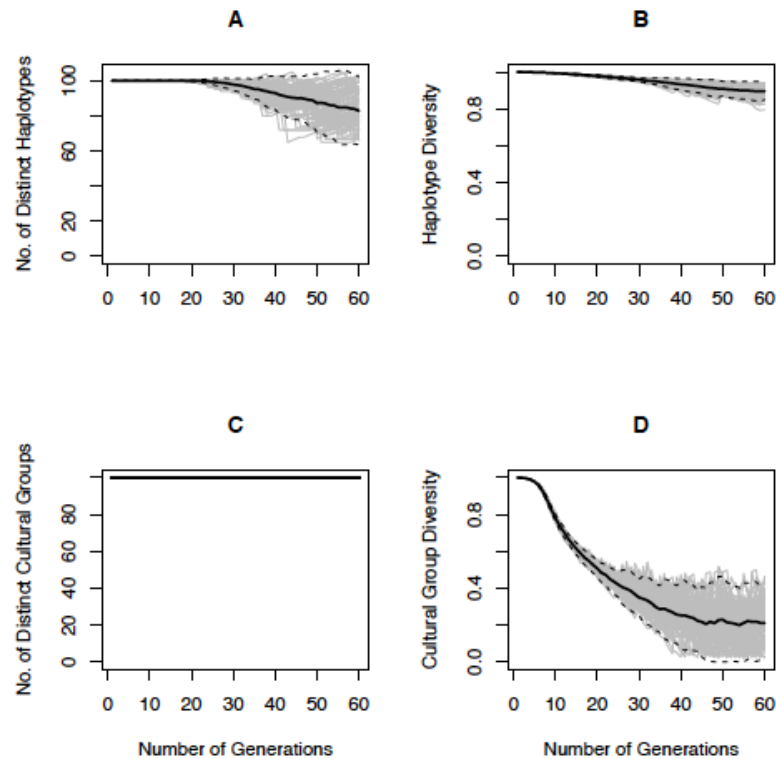 A
No. of Distinct Haplotypes
100
60
20
0
0 10 20 30 40 50 60
B
Haplotype Diversity
0.8
0.4
0.0
0 10 20 30 40 50 60
C
No. of Distinct Cultural Groups
80
60
40
20
0
0 10 20 30 40 50 60
Number of Generations
D
Cultural Group Diversity
0.8
0.4
0.0
0 10 20 30 40 50 60
Number of Generations